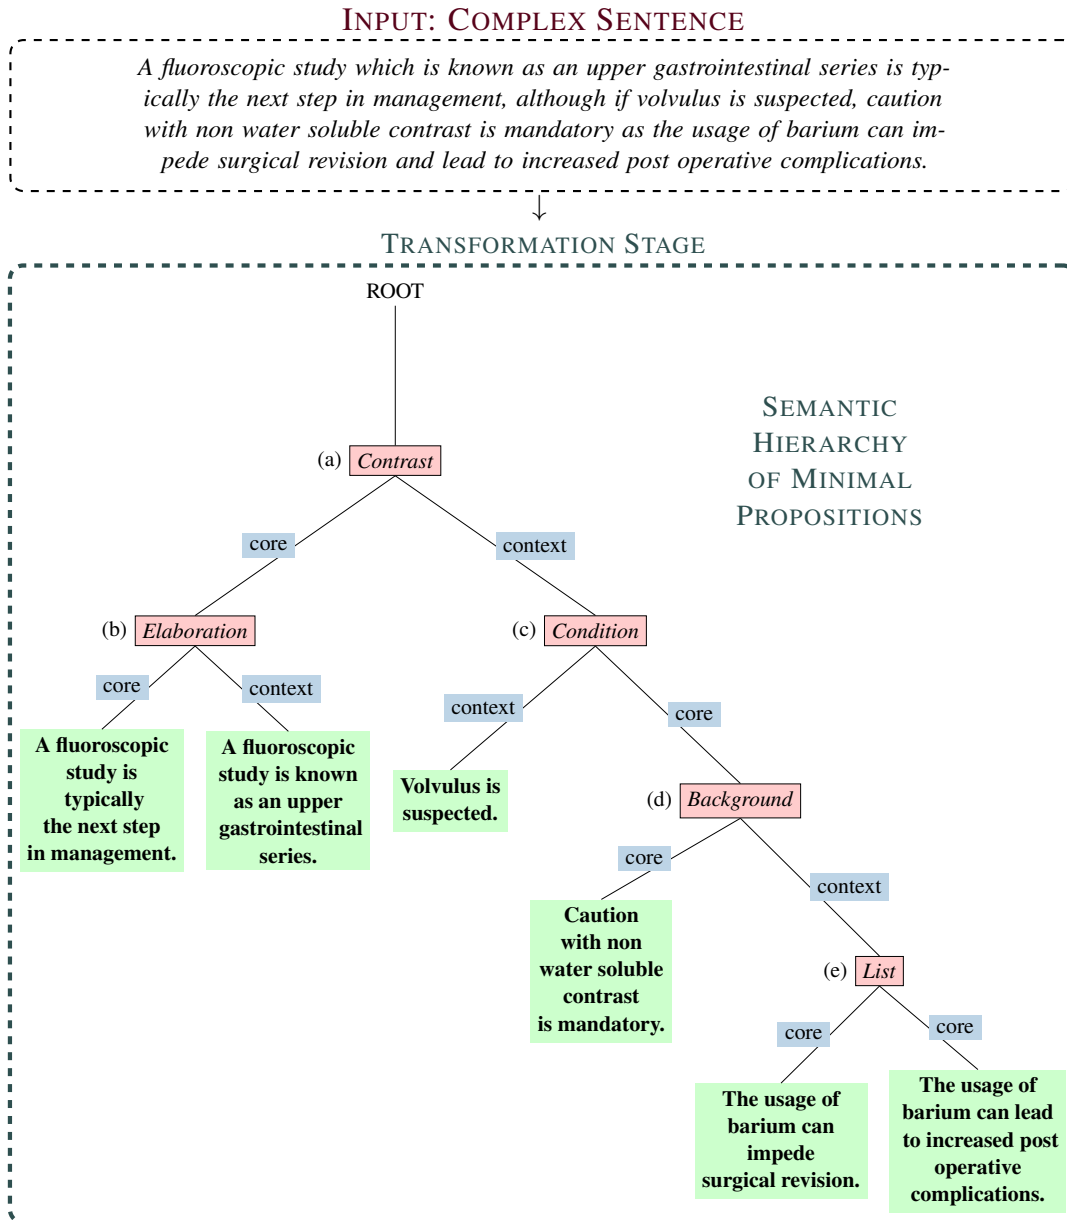 INPUT: COMPLEX SENTENCE
A fluoroscopic study which is known as an upper gastrointestinal series is typ-
ically the next step in management, although if volvulus is suspected, caution
with non water soluble contrast is mandatory as the usage of barium can im-
pede surgical revision and lead to increased post operative complications.
↓
TRANSFORMATION STAGE
ROOT
SEMANTIC
HIERARCHY
OF MINIMAL
PROPOSITIONS
(a) Contrast
core
context
(b) Elaboration
(c) Condition
core
context
context
core
A fluoroscopic
study is
typically
the next step
in management.
A fluoroscopic
study is known
as an upper
gastrointestinal
series.
Volvulus is
suspected.
(d) Background
core
context
Caution
with non
water soluble
contrast
is mandatory.
(e) List
core
core
The usage of
barium can
impede
surgical revision.
The usage of
barium can lead
to increased post
operative
complications.